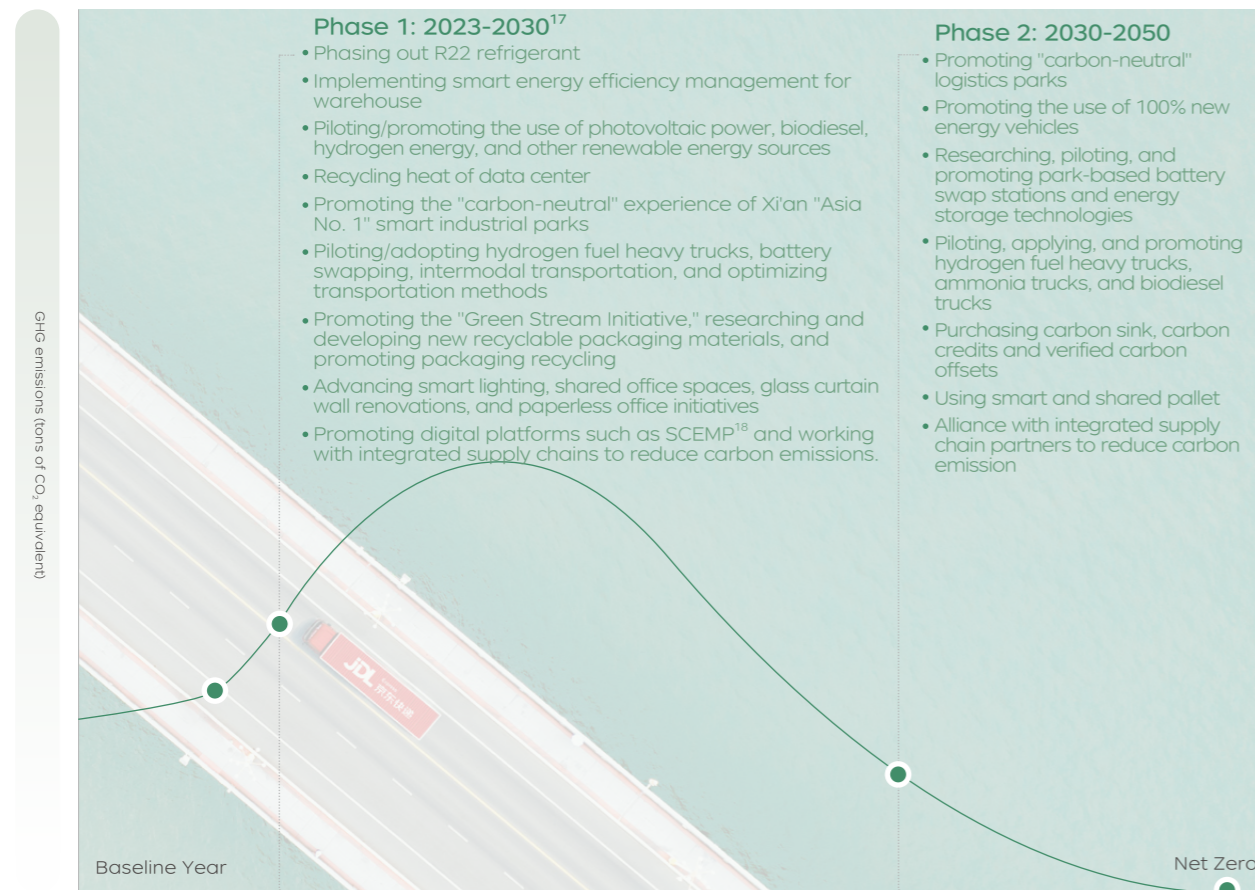 GHG emissions (tons of CO₂ equivalent)
Phase 1: 2023-2030¹⁷
• Phasing out R22 refrigerant
• Implementing smart energy efficiency management for
warehouse
• Piloting/promoting the use of photovoltaic power, biodiesel,
hydrogen energy, and other renewable energy sources
• Recycling heat of data center
• Promoting the "carbon-neutral" experience of Xi'an "Asia
No. 1" smart industrial parks
• Piloting/adopting hydrogen fuel heavy trucks, battery
swapping, intermodal transportation, and optimizing
transportation methods
• Promoting the "Green Stream Initiative," researching and
developing new recyclable packaging materials, and
promoting packaging recycling
• Advancing smart lighting, shared office spaces, glass curtain
wall renovations, and paperless office initiatives
• Promoting digital platforms such as SCEMP¹⁸ and working
with integrated supply chains to reduce carbon emissions.
Phase 2: 2030-2050
• Promoting "carbon-neutral"
logistics parks
• Promoting the use of 100% new
energy vehicles
• Researching, piloting, and
promoting park-based battery
swap stations and energy
storage technologies
• Piloting, applying, and promoting
hydrogen fuel heavy trucks,
ammonia trucks, and biodiesel
trucks
• Purchasing carbon sink, carbon
credits and verified carbon
offsets
• Using smart and shared pallet
• Alliance with integrated supply
chain partners to reduce carbon
emission
JDL
京东快递
Baseline Year
Net Zero